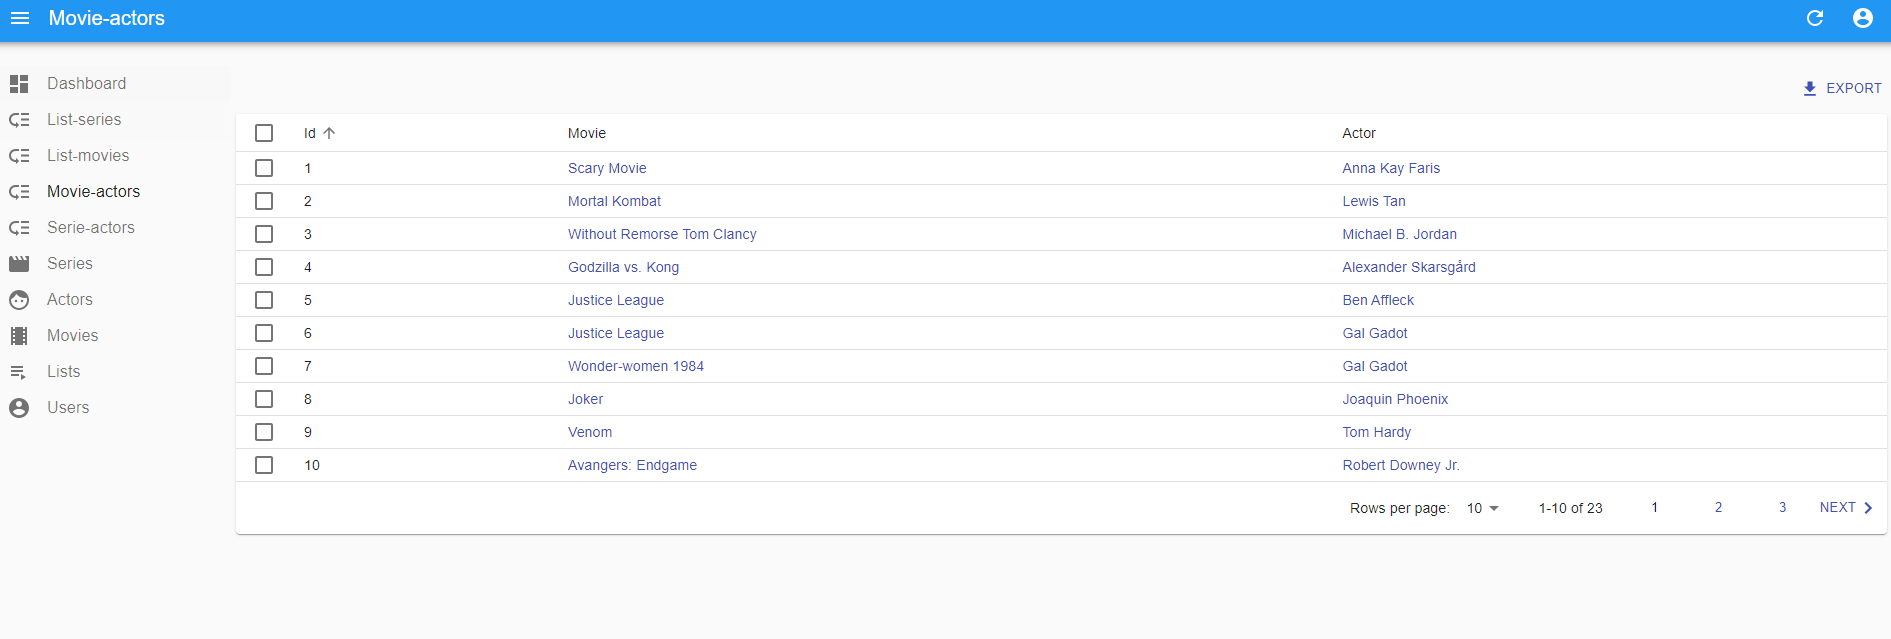 Movie-actors
Dashboard
List-series
List-movies
Movie-actors
Serie-actors
Series
Actors
Movies
Lists
Users
EXPORT
Id Movie Actor
1 Scary Movie Anna Kay Faris
2 Mortal Kombat Lewis Tan
3 Without Remorse Tom Clancy Michael B. Jordan
4 Godzilla vs. Kong Alexander Skarsgård
5 Justice League Ben Affleck
6 Justice League Gal Gadot
7 Wonder-women 1984 Gal Gadot
8 Joker Joaquin Phoenix
9 Venom Tom Hardy
10 Avangers: Endgame Robert Downey Jr.
Rows per page: 10 1-10 of 23 1 2 3 NEXT